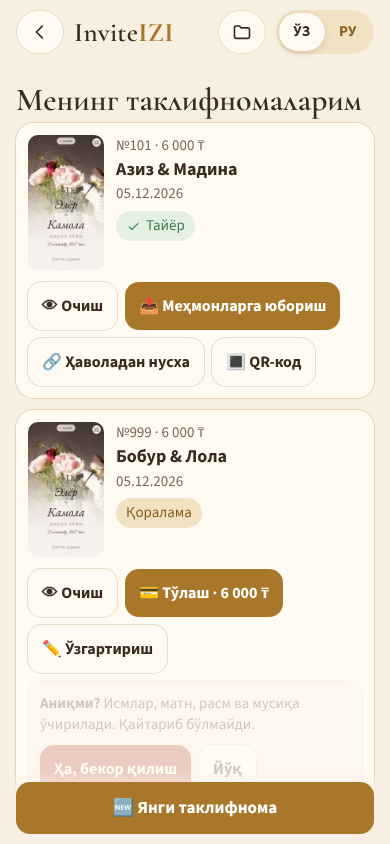 InviteIZI
ЎЗ
РУ
Менинг таклифномаларим
Элёр
Камола
№101 · 6 000 ₸
Азиз & Мадина
05.12.2026
✓ Тайёр
👁 Очиш
📤 Меҳмонларга юбориш
🔗 Ҳаволадан нусха
🔳 QR-код
Элёр
Камола
№999 · 6 000 ₸
Бобур & Лола
05.12.2026
Қоралама
👁 Очиш
💳 Тўлаш · 6 000 ₸
✏️ Ўзгартириш
Аниқми? Исмлар, матн, расм ва мусиқа
ўчирилади. Қайтариб бўлмайди.
Ҳа, бекор қилиш
Йўқ
🆕 Янги таклифнома